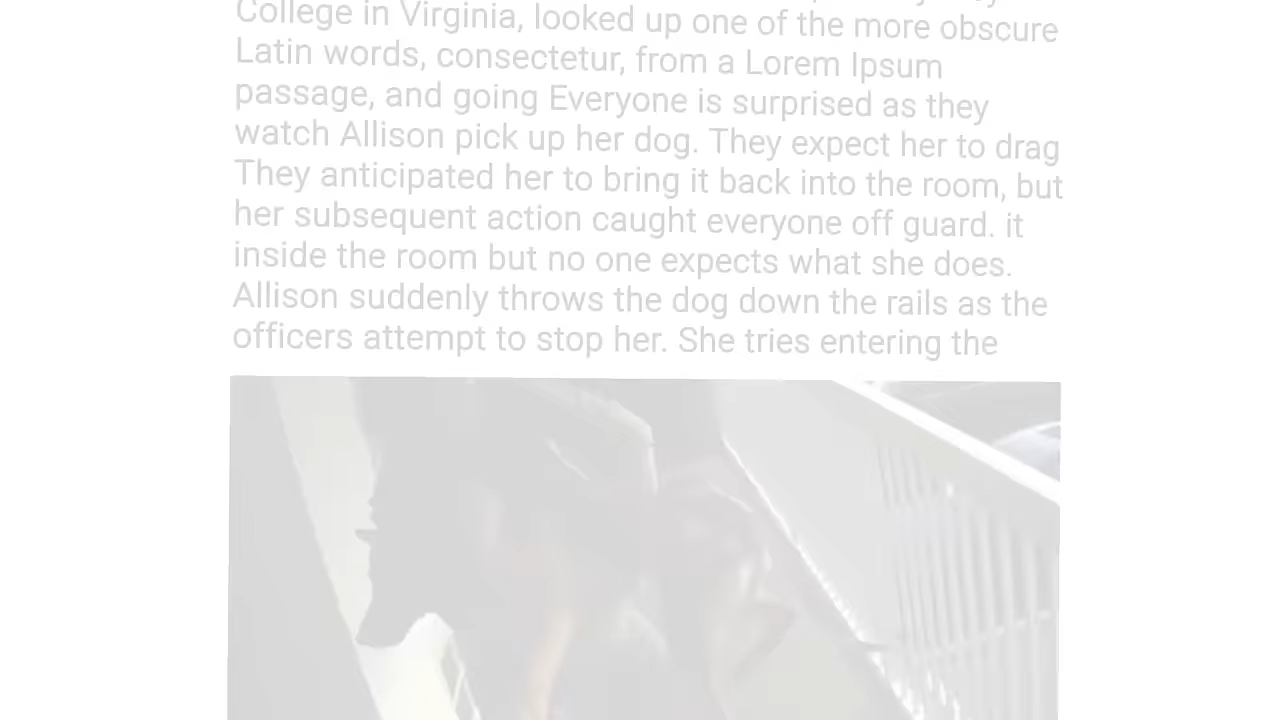 College in Virginia, looked up one of the more obscure
Latin words, consectetur, from a Lorem Ipsum
passage, and going Everyone is surprised as they
watch Allison pick up her dog. They expect her to drag
They anticipated her to bring it back into the room, but
her subsequent action caught everyone off guard. it
inside the room but no one expects what she does.
Allison suddenly throws the dog down the rails as the
officers attempt to stop her. She tries entering the